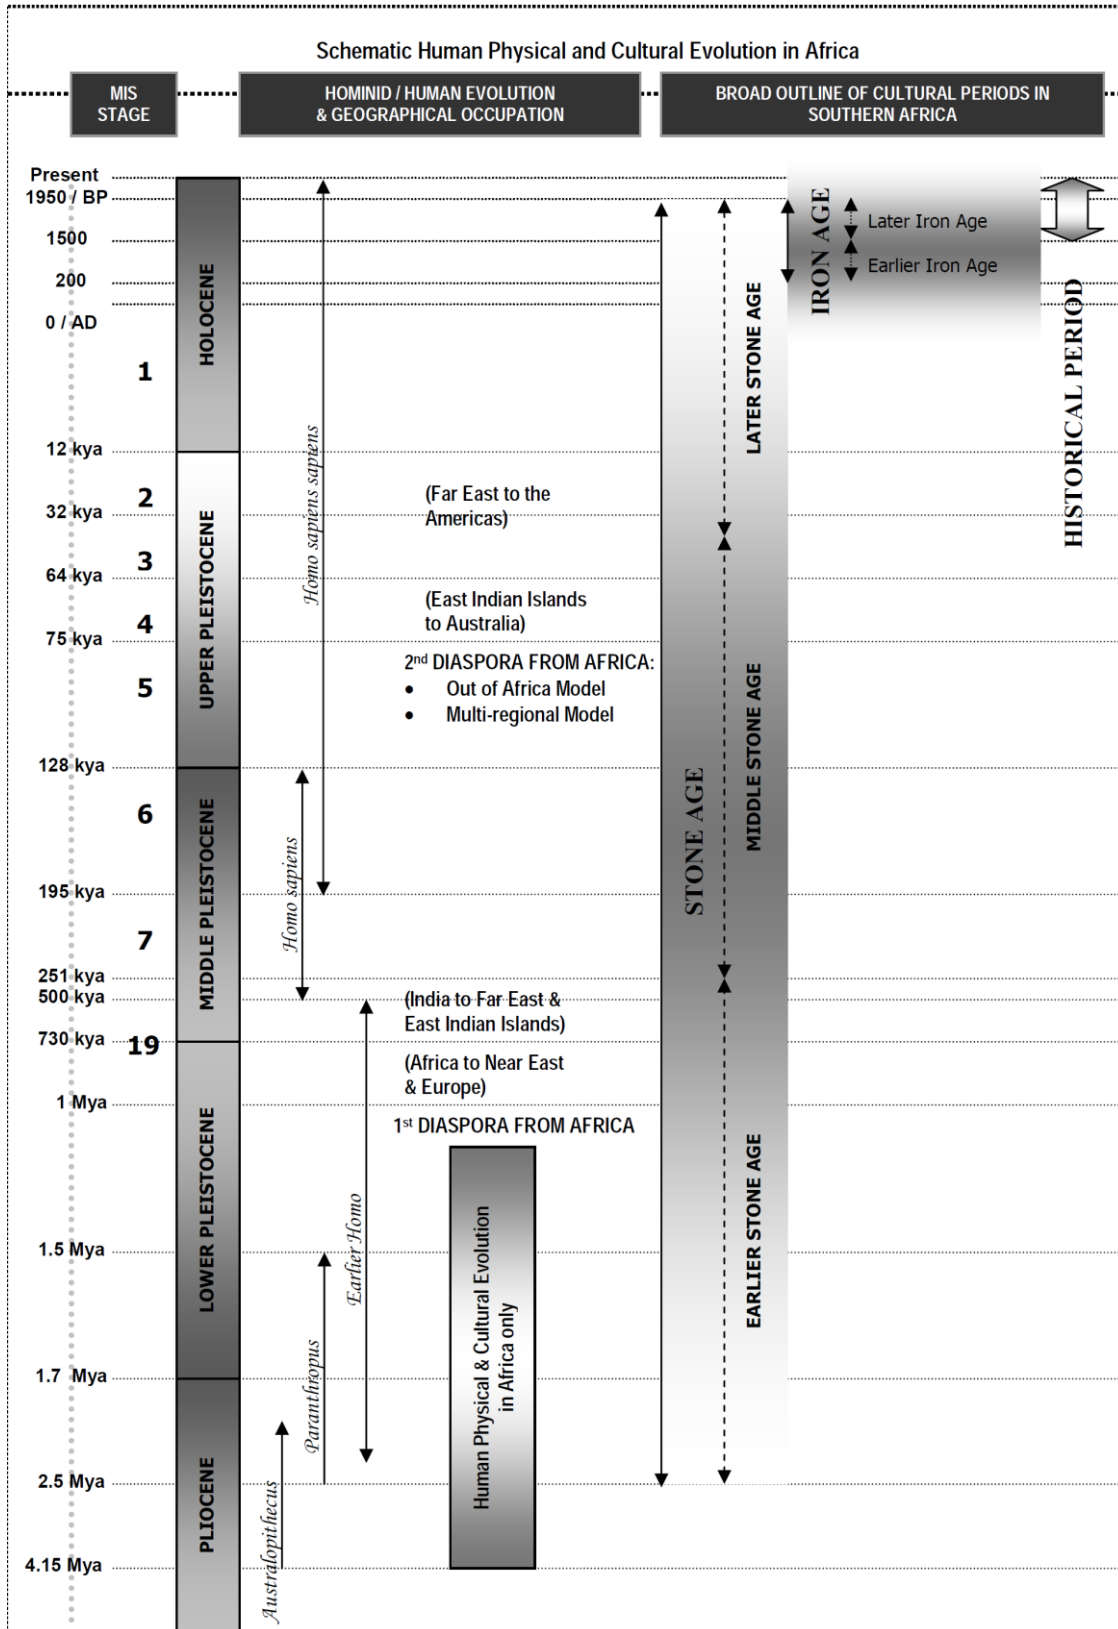 Schematic Human Physical and Cultural Evolution in Africa
MIS
STAGE
HOMINID / HUMAN EVOLUTION
& GEOGRAPHICAL OCCUPATION
BROAD OUTLINE OF CULTURAL PERIODS IN
SOUTHERN AFRICA
Present
1950 / BP
1500
200
0 / AD
12 kya
32 kya
64 kya
75 kya
128 kya
195 kya
251 kya
500 kya
730 kya
1 Mya
1.5 Mya
1.7 Mya
2.5 Mya
4.15 Mya
1
2
3
4
5
6
7
19
HOLOCENE
UPPER PLEISTOCENE
MIDDLE PLEISTOCENE
LOWER PLEISTOCENE
PLIOCENE
Homo sapiens sapiens
Homo sapiens
Earlier Homo
Paranthropus
Australopithecus
(Far East to the
Americas)
(East Indian Islands
to Australia)
2nd DIASPORA FROM AFRICA:
• Out of Africa Model
• Multi-regional Model
(India to Far East &
East Indian Islands)
(Africa to Near East
& Europe)
1st DIASPORA FROM AFRICA
Human Physical & Cultural Evolution
in Africa only
STONE AGE
LATER STONE AGE
MIDDLE STONE AGE
EARLIER STONE AGE
IRON AGE
Later Iron Age
Earlier Iron Age
HISTORICAL PERIOD